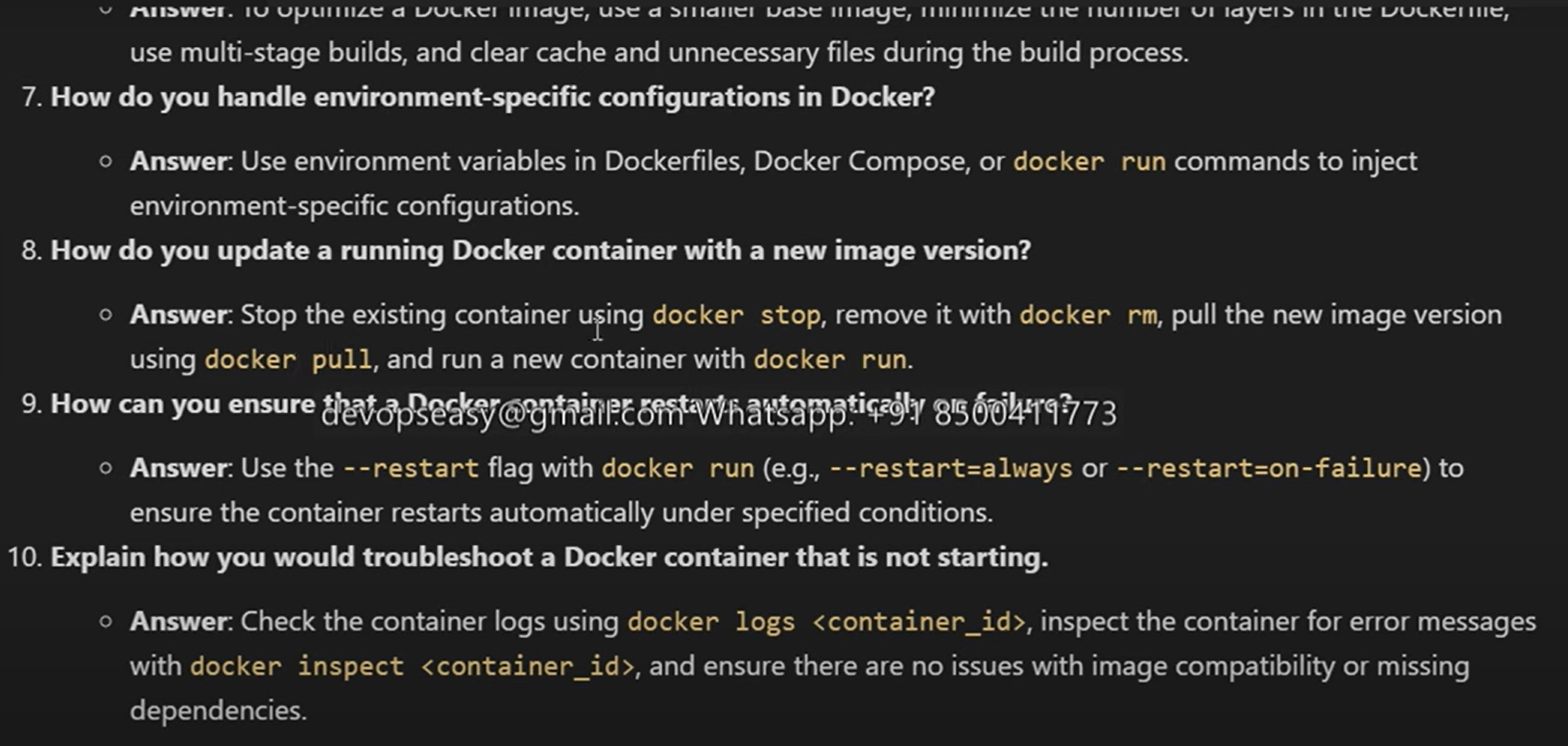 Answer: To optimize a Docker image, use a smaller base image, minimize the number of layers in the Dockerfile,
use multi-stage builds, and clear cache and unnecessary files during the build process.
7. How do you handle environment-specific configurations in Docker?
○ Answer: Use environment variables in Dockerfiles, Docker Compose, or docker run commands to inject
environment-specific configurations.
8. How do you update a running Docker container with a new image version?
○ Answer: Stop the existing container using docker stop, remove it with docker rm, pull the new image version
using docker pull, and run a new container with docker run.
9. How can you ensure that a Docker container restarts automatically on failure?
devopseasy@gmail.com Whatsapp: +91 8500411773
○ Answer: Use the --restart flag with docker run (e.g., --restart=always or --restart=on-failure) to
ensure the container restarts automatically under specified conditions.
10. Explain how you would troubleshoot a Docker container that is not starting.
○ Answer: Check the container logs using docker logs <container_id>, inspect the container for error messages
with docker inspect <container_id>, and ensure there are no issues with image compatibility or missing
dependencies.